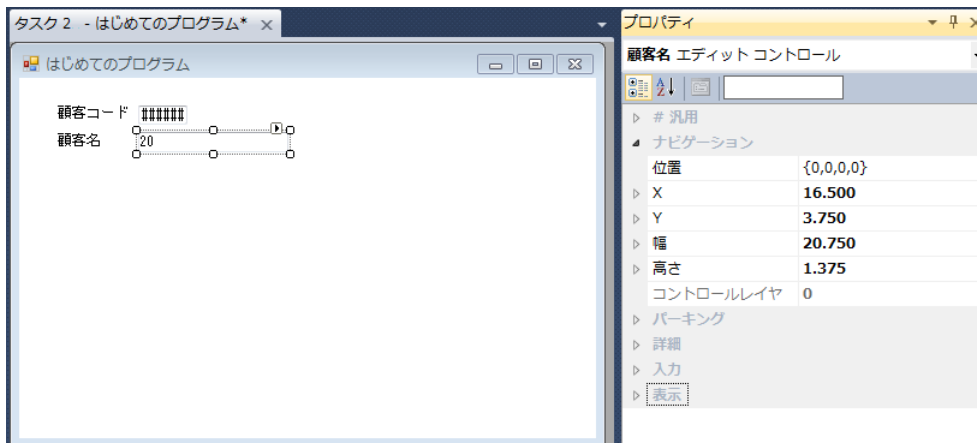 タスク 2 - はじめてのプログラム*
はじめてのプログラム
顧客コード ######
顧客名 20
プロパティ
顧客名 エディット コントロール
# 汎用
ナビゲーション
位置 {0,0,0,0}
X 16.500
Y 3.750
幅 20.750
高さ 1.375
コントロールレイヤ 0
パーキング
詳細
入力
表示